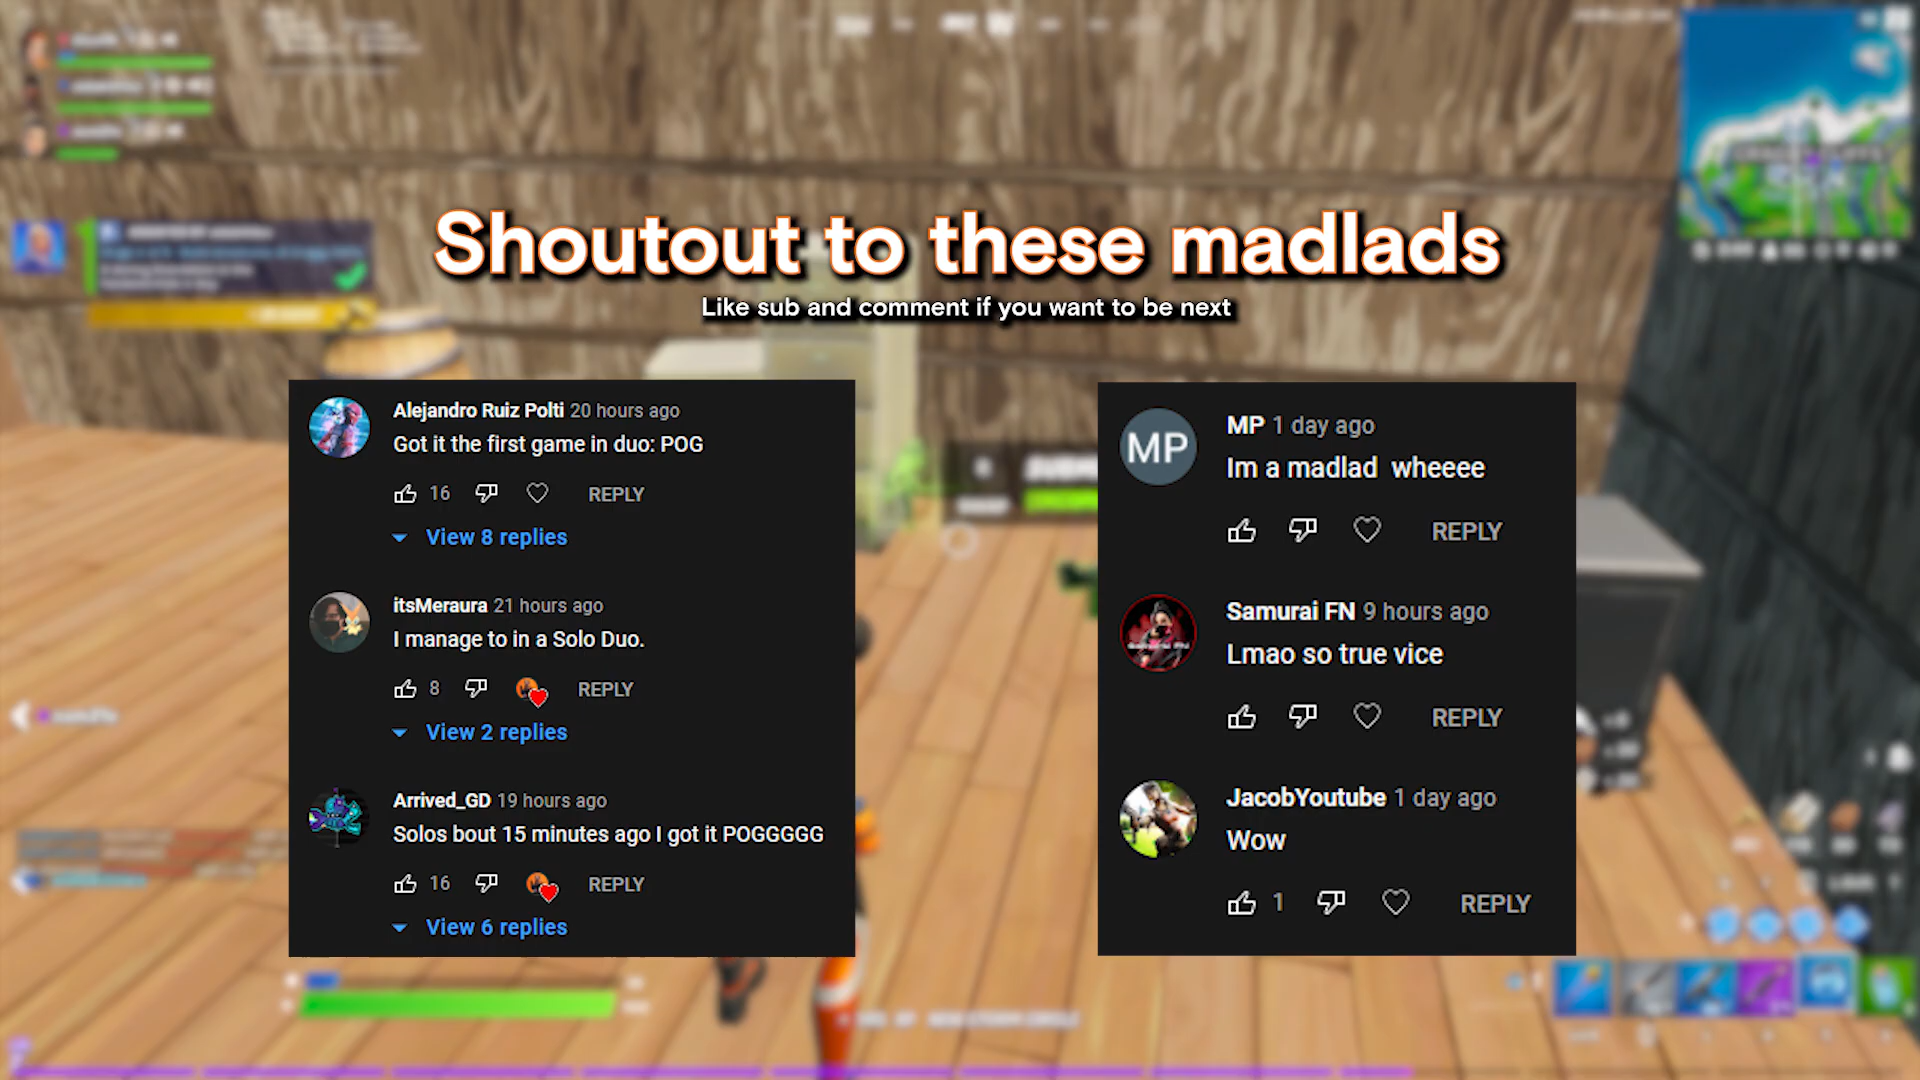 Shoutout to these madlads
Like sub and comment if you want to be next
Alejandro Ruiz Polti 20 hours ago
Got it the first game in duo: POG
16 REPLY
View 8 replies
itsMeraura 21 hours ago
I manage to in a Solo Duo.
8 REPLY
View 2 replies
Arrived_GD 19 hours ago
Solos bout 15 minutes ago I got it POGGGGG
16 REPLY
View 6 replies
MP
MP 1 day ago
Im a madlad wheeee
REPLY
Samurai FN 9 hours ago
Lmao so true vice
REPLY
JacobYoutube 1 day ago
Wow
1 REPLY